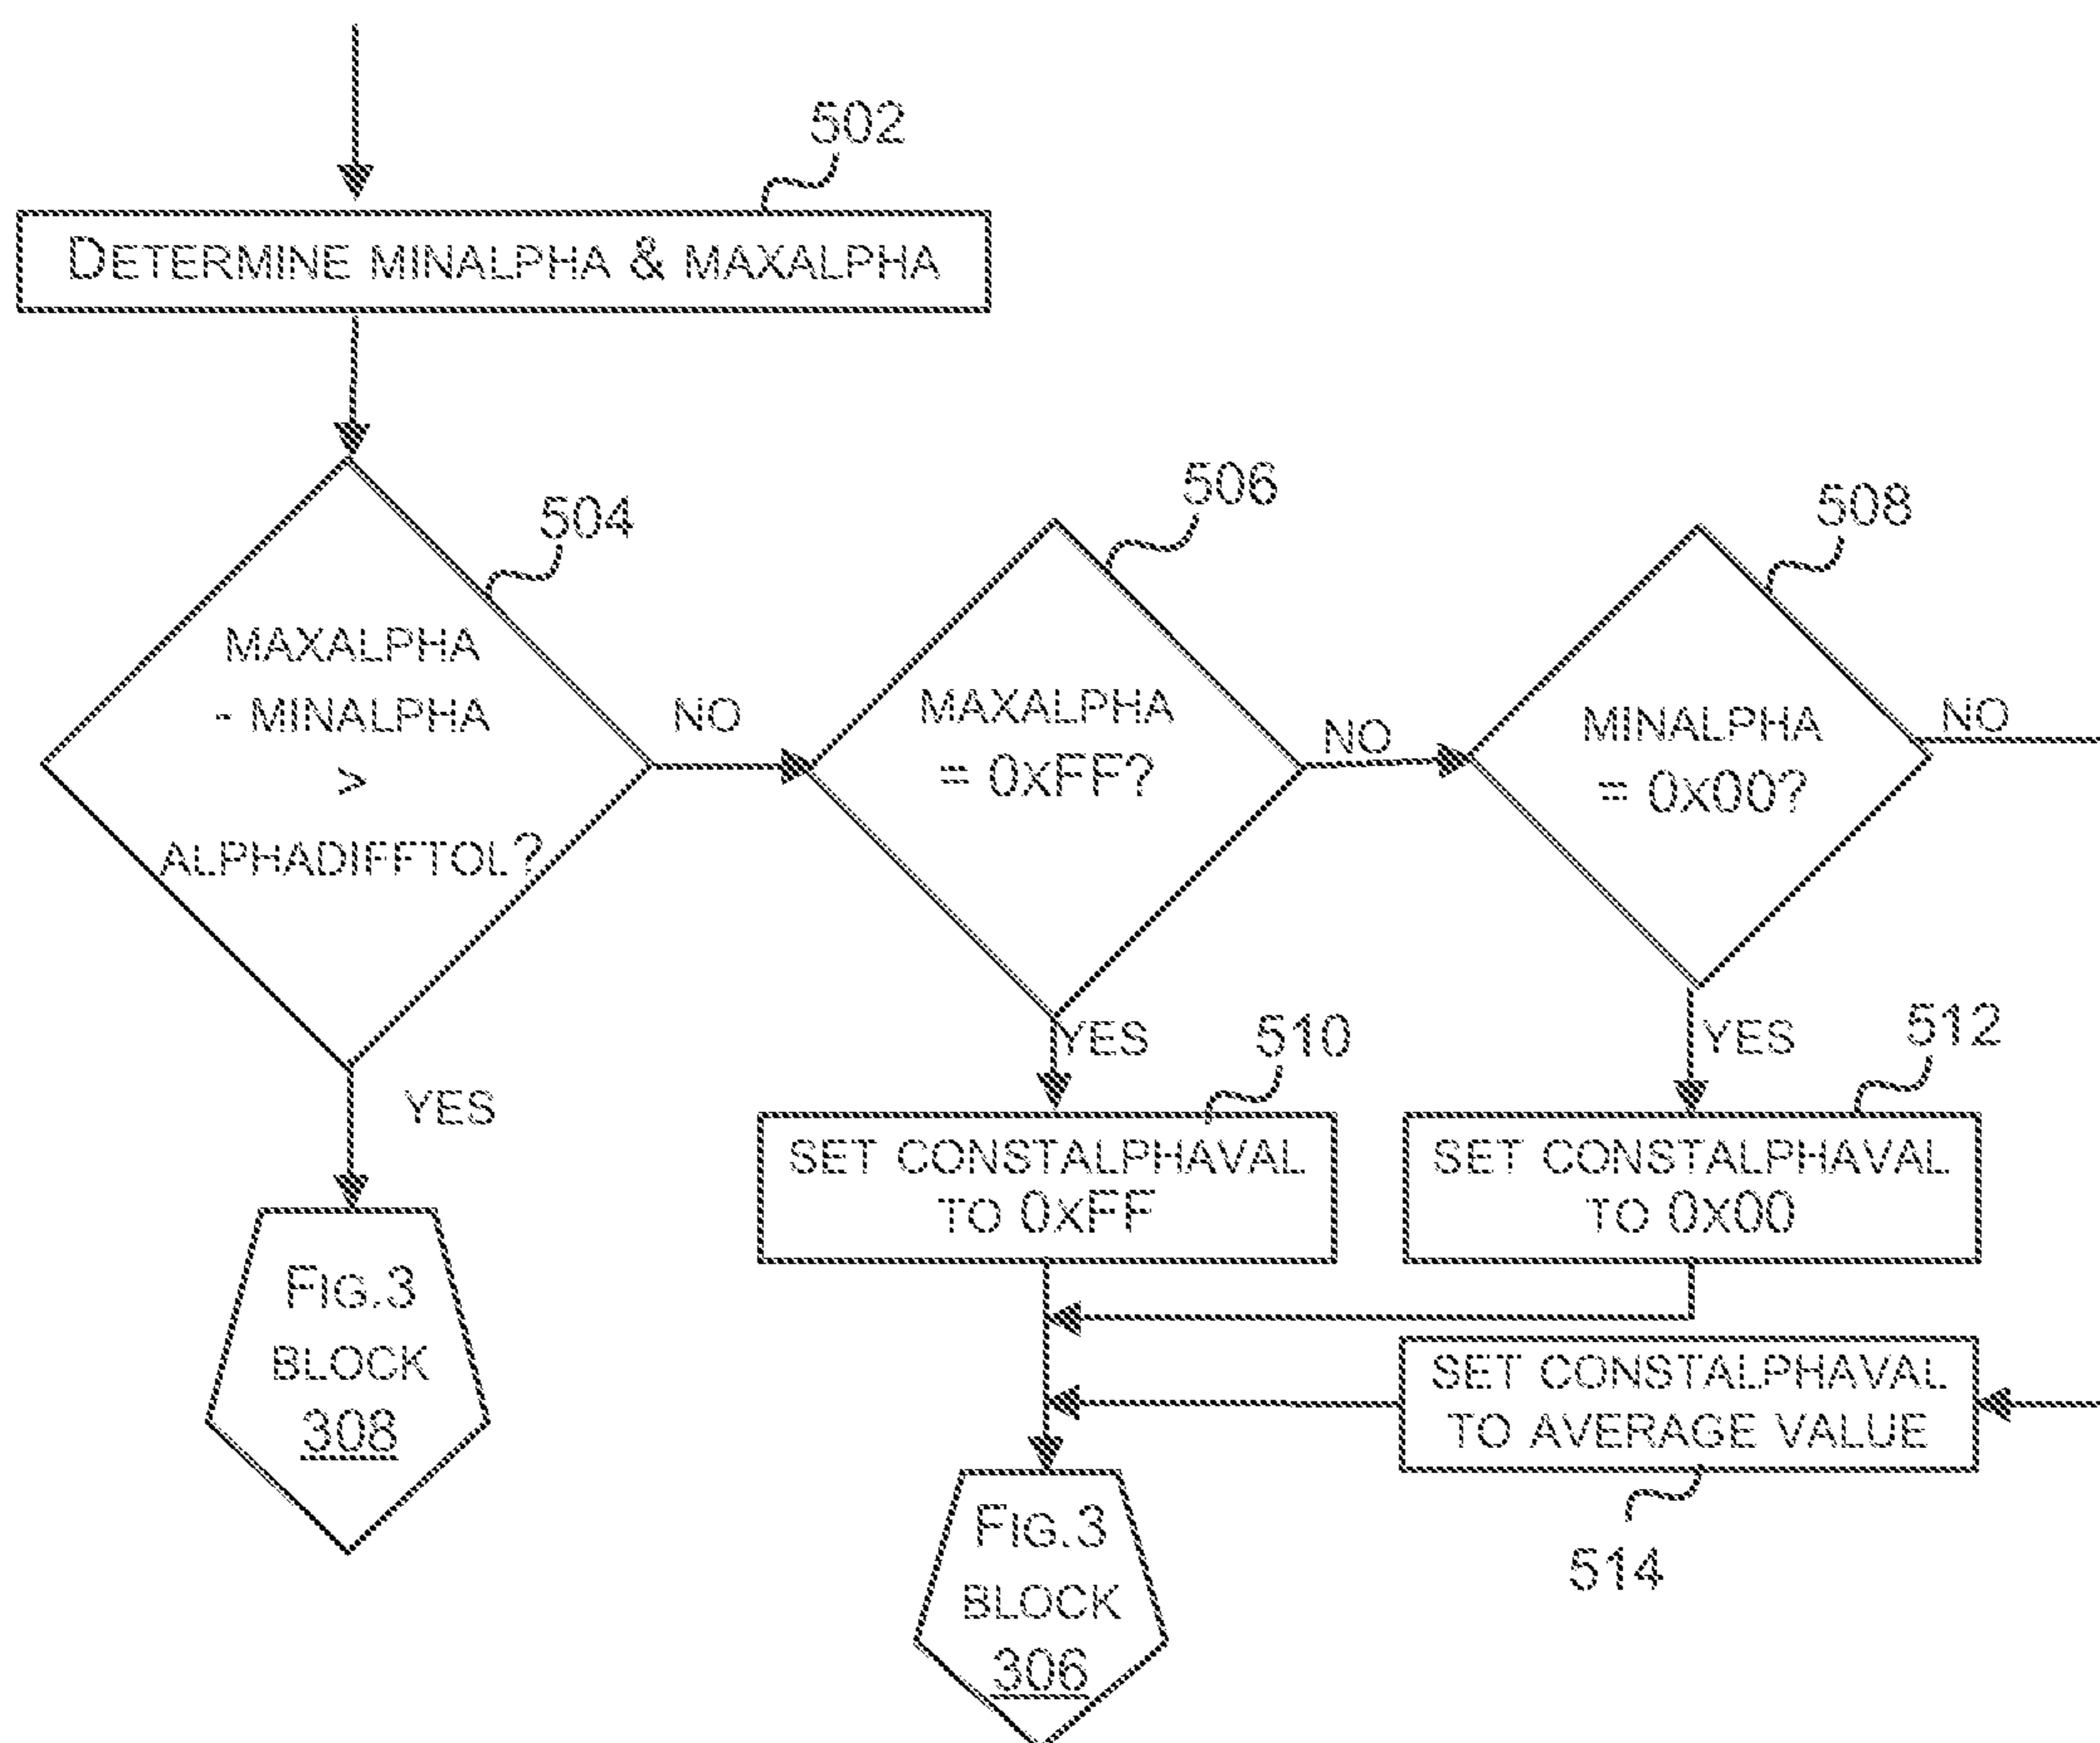 502
DETERMINE MINALPHA & MAXALPHA
504
MAXALPHA
- MINALPHA
>
ALPHADIFFTOL?
NO
YES
506
MAXALPHA
= 0XFF?
NO
YES
508
MINALPHA
= 0X00?
NO
YES
510
SET CONSTALPHAVAL
TO 0XFF
512
SET CONSTALPHAVAL
TO 0X00
SET CONSTALPHAVAL
TO AVERAGE VALUE
514
FIG.3
BLOCK
308
FIG.3
BLOCK
306